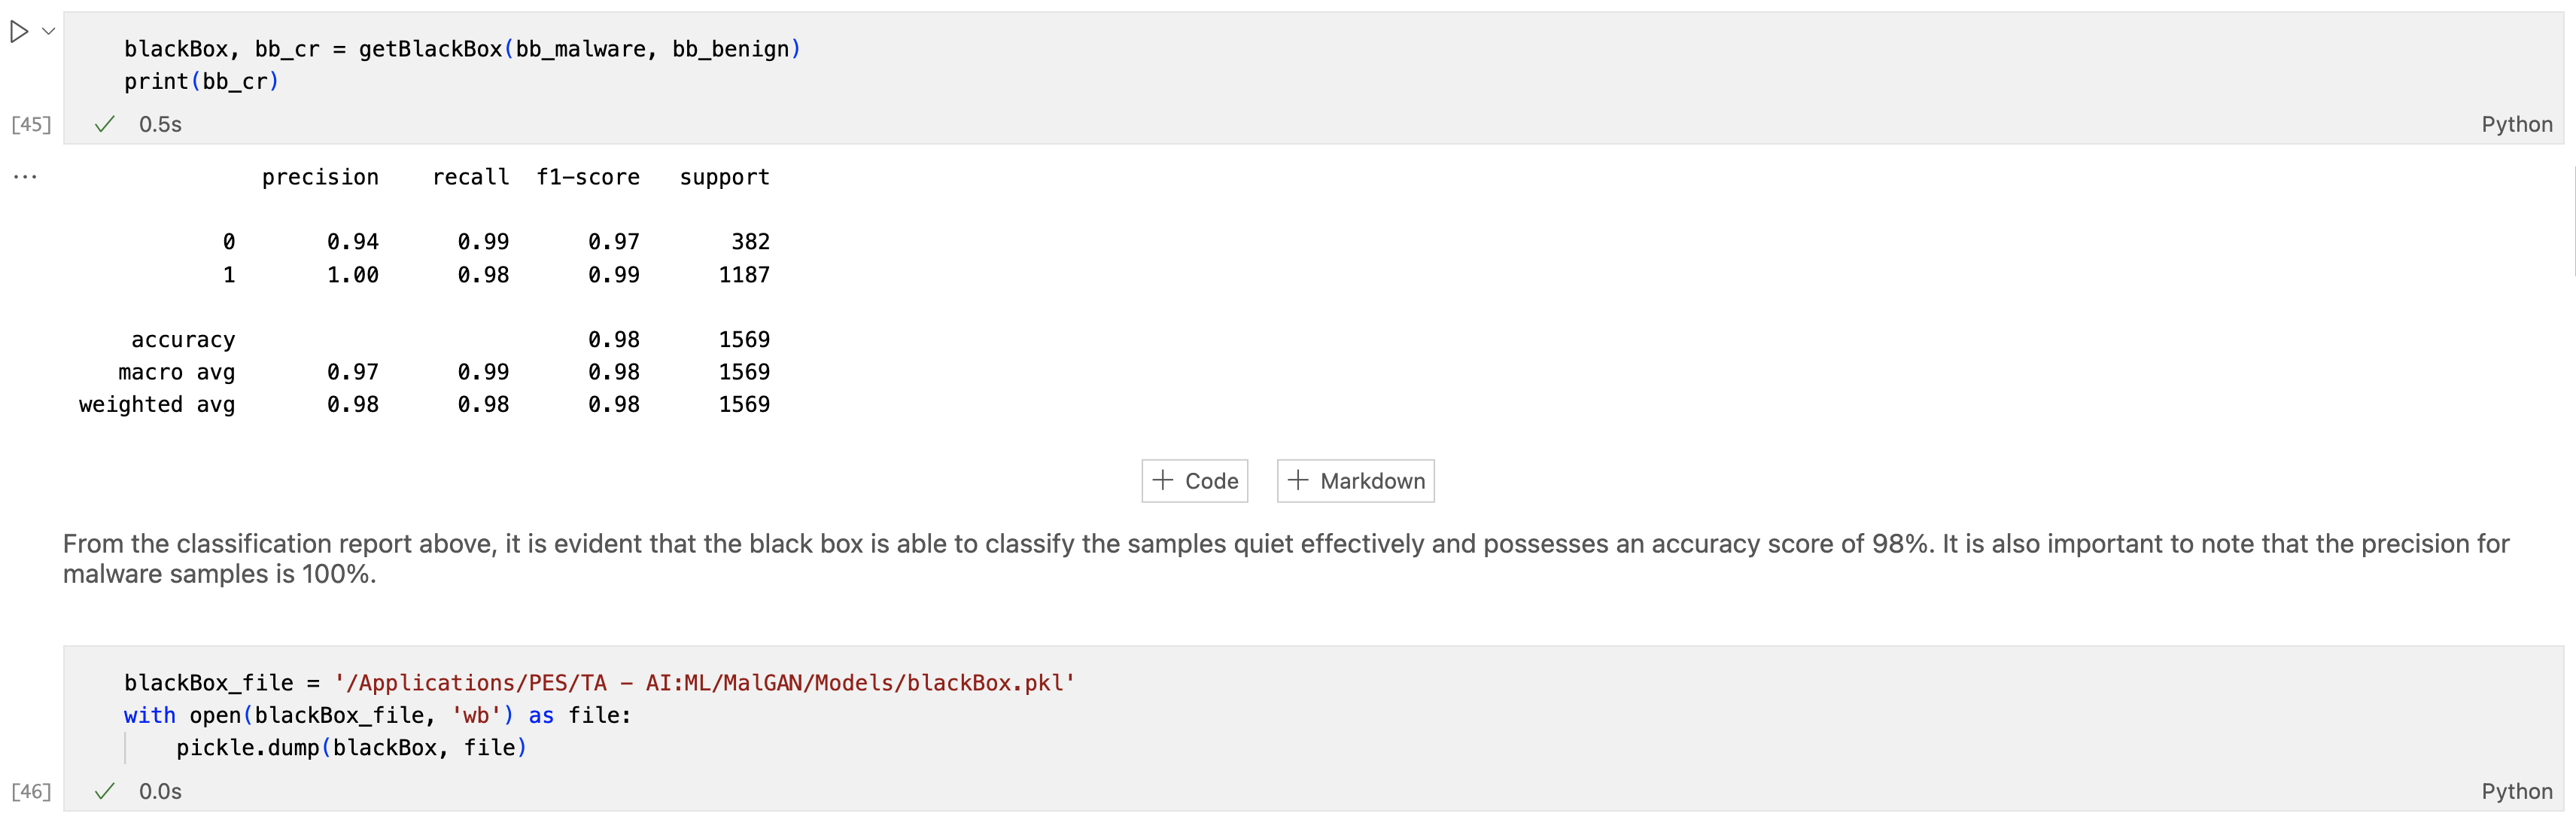 blackBox, bb_cr = getBlackBox(bb_malware, bb_benign)
print(bb_cr)
[45]
0.5s
Python
...
precision recall f1-score support
0 0.94 0.99 0.97 382
1 1.00 0.98 0.99 1187
accuracy 0.98 1569
macro avg 0.97 0.99 0.98 1569
weighted avg 0.98 0.98 0.98 1569
+ Code + Markdown
From the classification report above, it is evident that the black box is able to classify the samples quiet effectively and possesses an accuracy score of 98%. It is also important to note that the precision for
malware samples is 100%.
blackBox_file = '/Applications/PES/TA - AI:ML/MalGAN/Models/blackBox.pkl'
with open(blackBox_file, 'wb') as file:
    pickle.dump(blackBox, file)
[46]
0.0s
Python